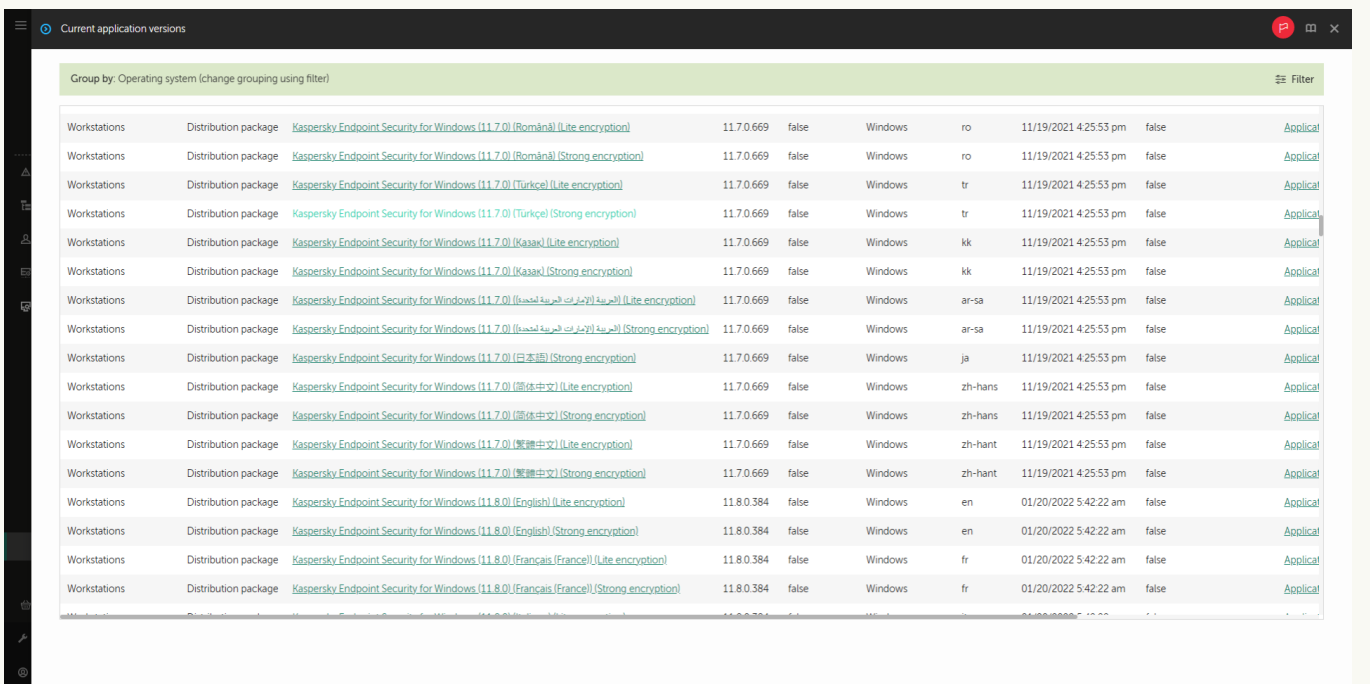 Current application versions
Group by: Operating system (change grouping using filter) Filter
Workstations Distribution package Kaspersky Endpoint Security for Windows (11.7.0) (Română) (Lite encryption) 11.7.0.669 false Windows ro 11/19/2021 4:25:53 pm false Applicat
Workstations Distribution package Kaspersky Endpoint Security for Windows (11.7.0) (Română) (Strong encryption) 11.7.0.669 false Windows ro 11/19/2021 4:25:53 pm false Applicat
Workstations Distribution package Kaspersky Endpoint Security for Windows (11.7.0) (Türkçe) (Lite encryption) 11.7.0.669 false Windows tr 11/19/2021 4:25:53 pm false Applicat
Workstations Distribution package Kaspersky Endpoint Security for Windows (11.7.0) (Türkçe) (Strong encryption) 11.7.0.669 false Windows tr 11/19/2021 4:25:53 pm false Applicat
Workstations Distribution package Kaspersky Endpoint Security for Windows (11.7.0) (Қазақ) (Lite encryption) 11.7.0.669 false Windows kk 11/19/2021 4:25:53 pm false Applicat
Workstations Distribution package Kaspersky Endpoint Security for Windows (11.7.0) (Қазақ) (Strong encryption) 11.7.0.669 false Windows kk 11/19/2021 4:25:53 pm false Applicat
Workstations Distribution package Kaspersky Endpoint Security for Windows (11.7.0) (العربية (الإمارات العربية المتحدة)) (Lite encryption) 11.7.0.669 false Windows ar-sa 11/19/2021 4:25:53 pm false Applicat
Workstations Distribution package Kaspersky Endpoint Security for Windows (11.7.0) (العربية (الإمارات العربية المتحدة)) (Strong encryption) 11.7.0.669 false Windows ar-sa 11/19/2021 4:25:53 pm false Applicat
Workstations Distribution package Kaspersky Endpoint Security for Windows (11.7.0) (日本語) (Strong encryption) 11.7.0.669 false Windows ja 11/19/2021 4:25:53 pm false Applicat
Workstations Distribution package Kaspersky Endpoint Security for Windows (11.7.0) (简体中文) (Lite encryption) 11.7.0.669 false Windows zh-hans 11/19/2021 4:25:53 pm false Applicat
Workstations Distribution package Kaspersky Endpoint Security for Windows (11.7.0) (简体中文) (Strong encryption) 11.7.0.669 false Windows zh-hans 11/19/2021 4:25:53 pm false Applicat
Workstations Distribution package Kaspersky Endpoint Security for Windows (11.7.0) (繁體中文) (Lite encryption) 11.7.0.669 false Windows zh-hant 11/19/2021 4:25:53 pm false Applicat
Workstations Distribution package Kaspersky Endpoint Security for Windows (11.7.0) (繁體中文) (Strong encryption) 11.7.0.669 false Windows zh-hant 11/19/2021 4:25:53 pm false Applicat
Workstations Distribution package Kaspersky Endpoint Security for Windows (11.8.0) (English) (Lite encryption) 11.8.0.384 false Windows en 01/20/2022 5:42:22 am false Applicat
Workstations Distribution package Kaspersky Endpoint Security for Windows (11.8.0) (English) (Strong encryption) 11.8.0.384 false Windows en 01/20/2022 5:42:22 am false Applicat
Workstations Distribution package Kaspersky Endpoint Security for Windows (11.8.0) (Français (France)) (Lite encryption) 11.8.0.384 false Windows fr 01/20/2022 5:42:22 am false Applicat
Workstations Distribution package Kaspersky Endpoint Security for Windows (11.8.0) (Français (France)) (Strong encryption) 11.8.0.384 false Windows fr 01/20/2022 5:42:22 am false Applicat